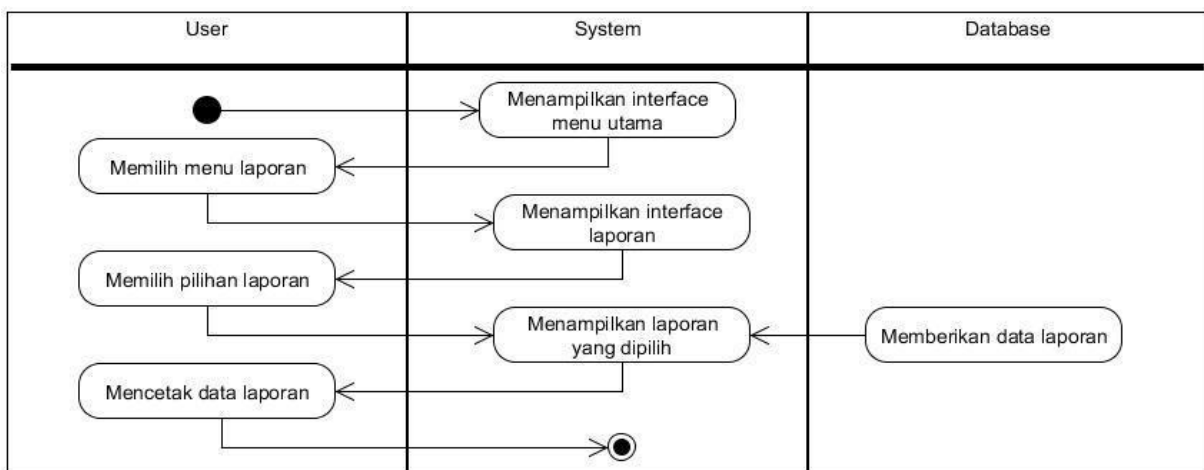 User
System
Database
Menampilkan interface
menu utama
Memilih menu laporan
Menampilkan interface
laporan
Memilih pilihan laporan
Menampilkan laporan
yang dipilih
Memberikan data laporan
Mencetak data laporan